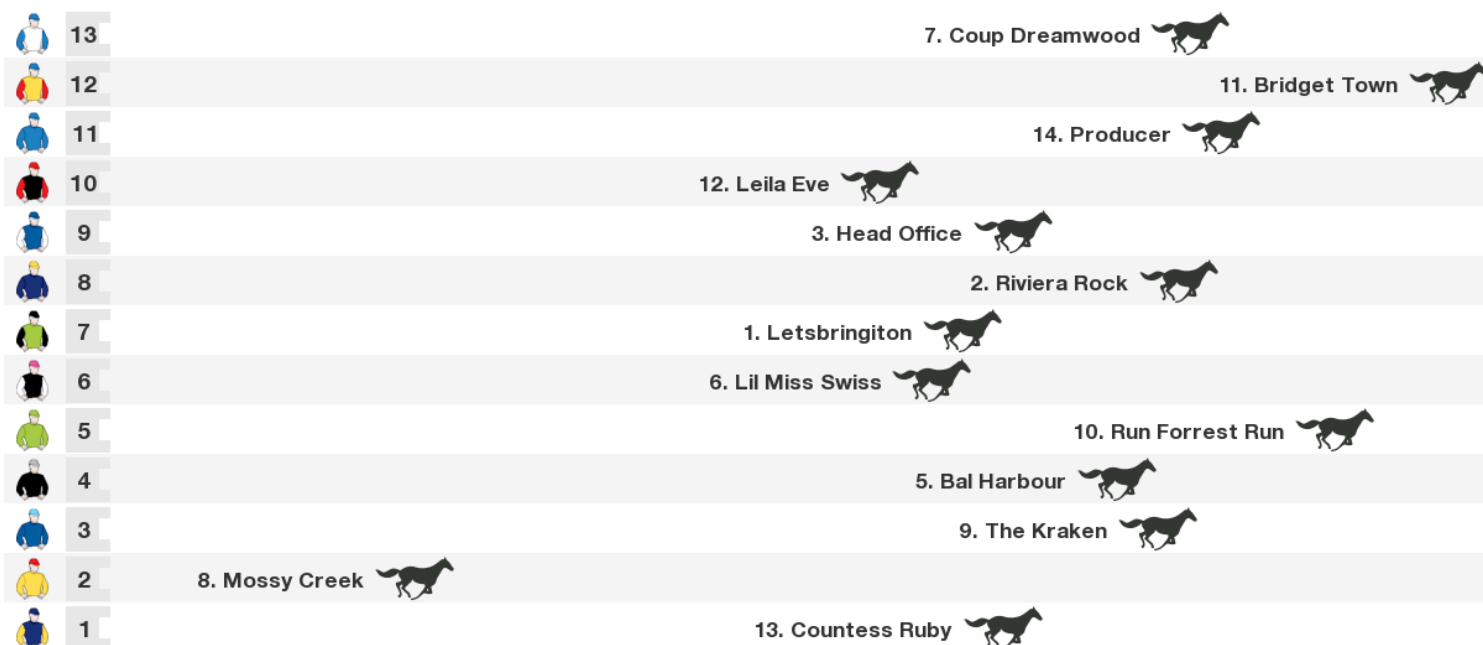 13 7. Coup Dreamwood
12 11. Bridget Town
11 14. Producer
10 12. Leila Eve
9 3. Head Office
8 2. Riviera Rock
7 1. Letsbringiton
6 6. Lil Miss Swiss
5 10. Run Forrest Run
4 5. Bal Harbour
3 9. The Kraken
2 8. Mossy Creek
1 13. Countess Ruby